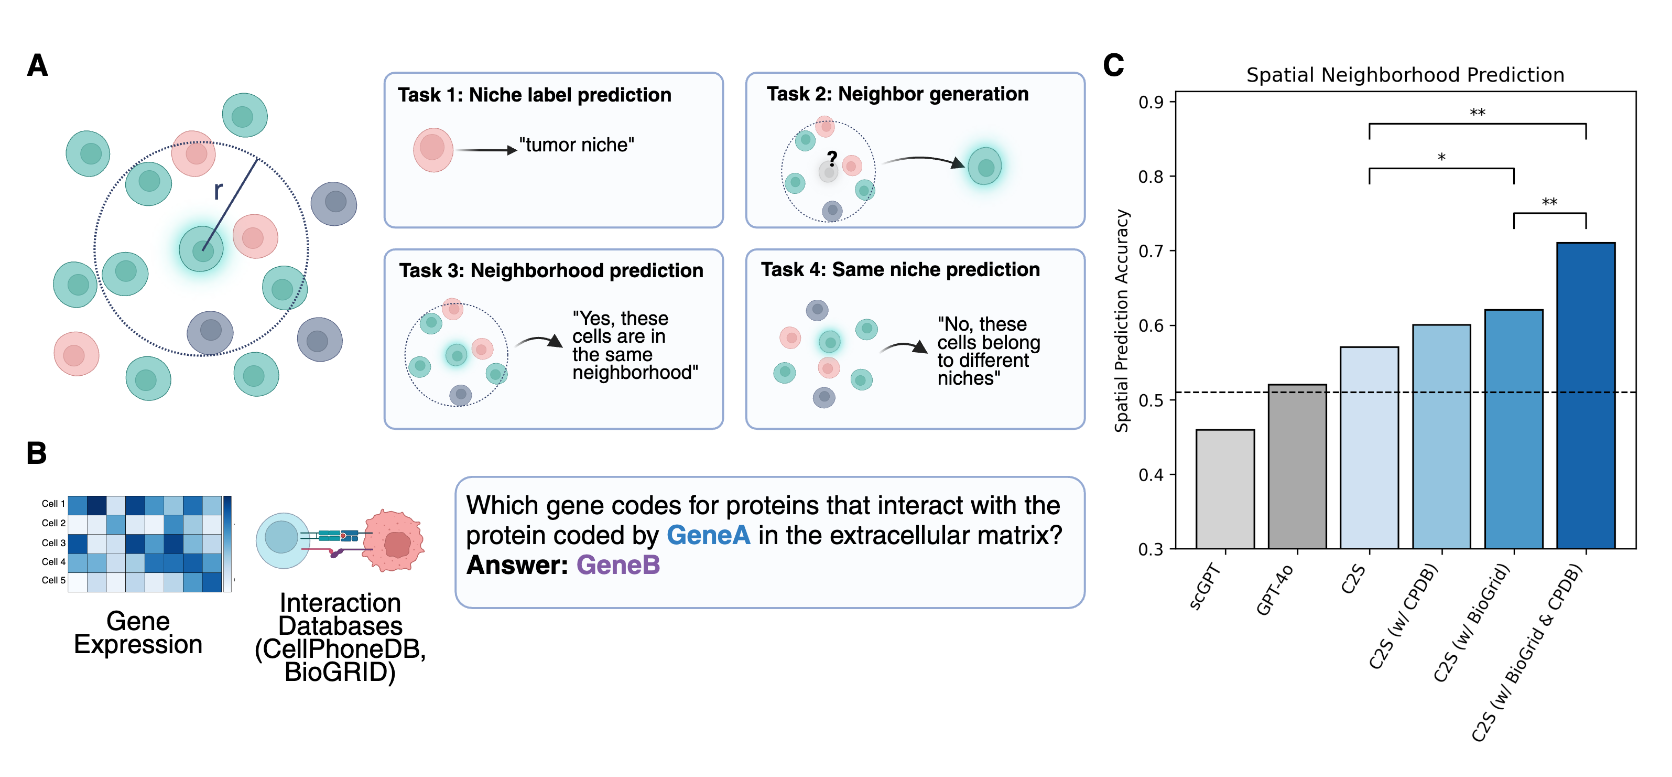 A
r
Task 1: Niche label prediction
"tumor niche"
Task 2: Neighbor generation
?
Task 3: Neighborhood prediction
"Yes, these
cells are in
the same
neighborhood"
Task 4: Same niche prediction
"No, these
cells belong
to different
niches"
B
Cell 1
Cell 2
Cell 3
Cell 4
Cell 5
Gene
Expression
Interaction
Databases
(CellPhoneDB,
BioGRID)
Which gene codes for proteins that interact with the
protein coded by GeneA in the extracellular matrix?
Answer: GeneB
C
Spatial Neighborhood Prediction
Spatial Prediction Accuracy
0.9
0.8
0.7
0.6
0.5
0.4
0.3
**
*
**
scGPT
GPT-4o
C2S
C2S (w/ CPDB)
C2S (w/ BioGrid)
C2S (w/ BioGrid & CPDB)